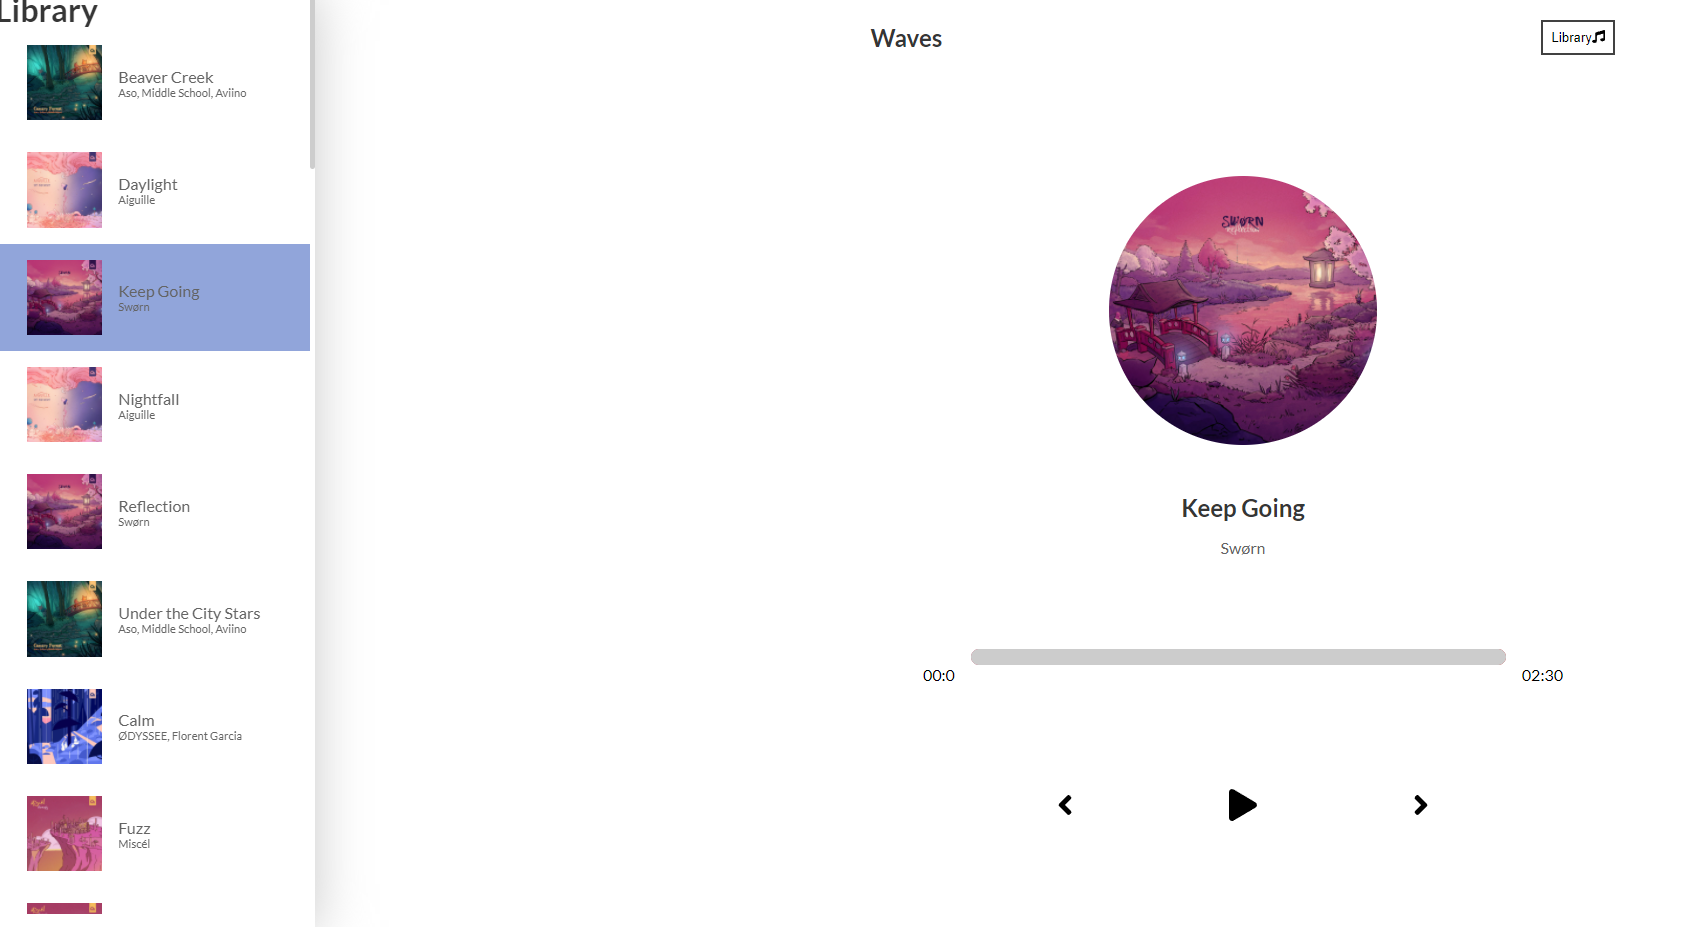 Library
Beaver Creek
Aso, Middle School, Aviino
Daylight
Aiguille
Keep Going
Swørn
Nightfall
Aiguille
Reflection
Swørn
Under the City Stars
Aso, Middle School, Aviino
Calm
ØDYSSEE, Florent Garcia
Fuzz
Miscél
Waves
Library
SWØRN
Keep Going
Swørn
00:0
02:30